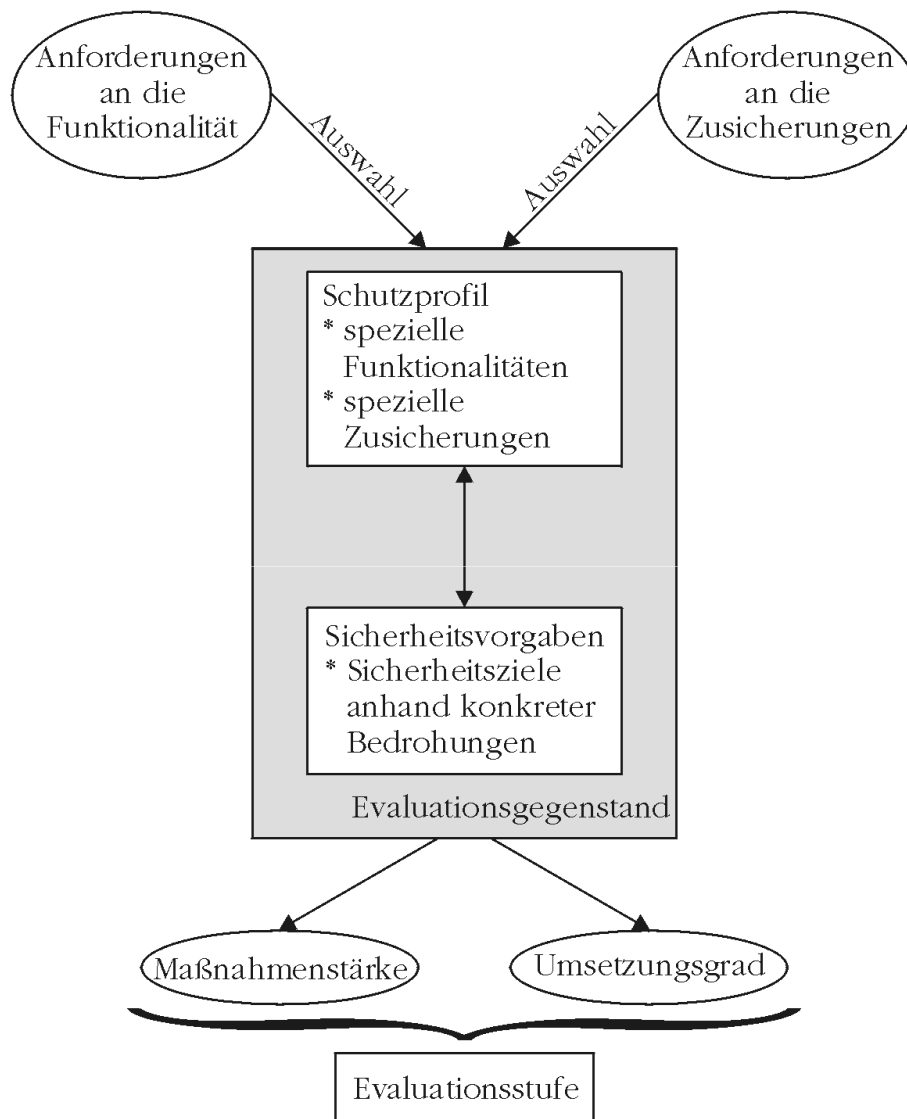 Anforderungen
an die
Funktionalität
Anforderungen
an die
Zusicherungen
Auswahl
Auswahl
Schutzprofil
* spezielle
Funktionalitäten
* spezielle
Zusicherungen
Sicherheitsvorgaben
* Sicherheitsziele
anhand konkreter
Bedrohungen
Evaluationsgegenstand
Maßnahmenstärke
Umsetzungsgrad
Evaluationsstufe